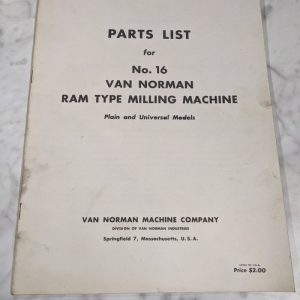 PARTS LIST
for
No. 16
VAN NORMAN
RAM TYPE MILLING MACHINE
Plain and Universal Models
VAN NORMAN MACHINE COMPANY
DIVISION OF VAN NORMAN INDUSTRIES
Springfield 7, Massachusetts, U.S.A.
Price $2.00